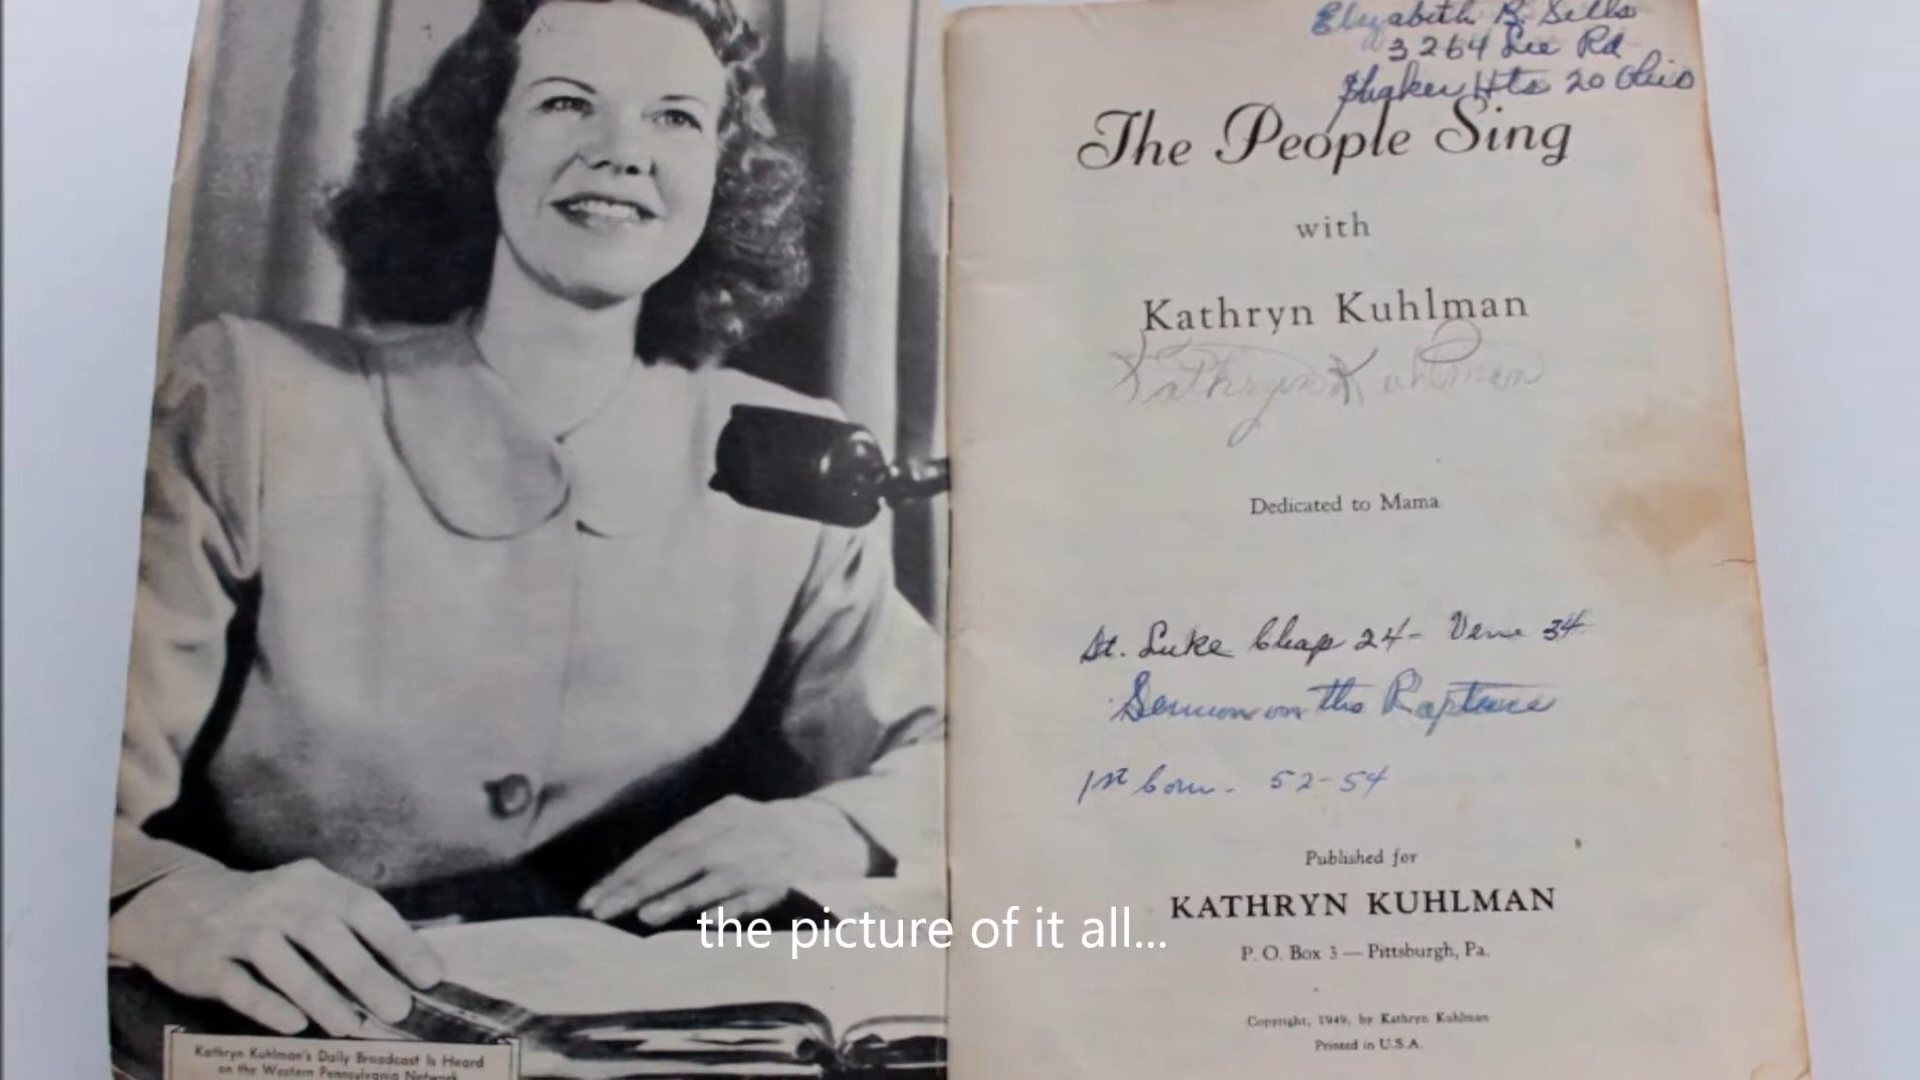 Elizabeth B. Sells
3264 Lee Rd
Shaker Hts 20 Ohio
The People Sing
with
Kathryn Kuhlman
Kathryn Kuhlman
Dedicated to Mama
St. Luke Chap 24 - Verse 34
Sermon on the Rapture
1st Cor. - 52-54
Published for
KATHRYN KUHLMAN
P. O. Box 3 — Pittsburgh, Pa.
Copyright, 1949, by Kathryn Kuhlman
Printed in U.S.A.
Kathryn Kuhlman's Daily Broadcast Is Heard
on the Western Pennsylvania Network
the picture of it all...